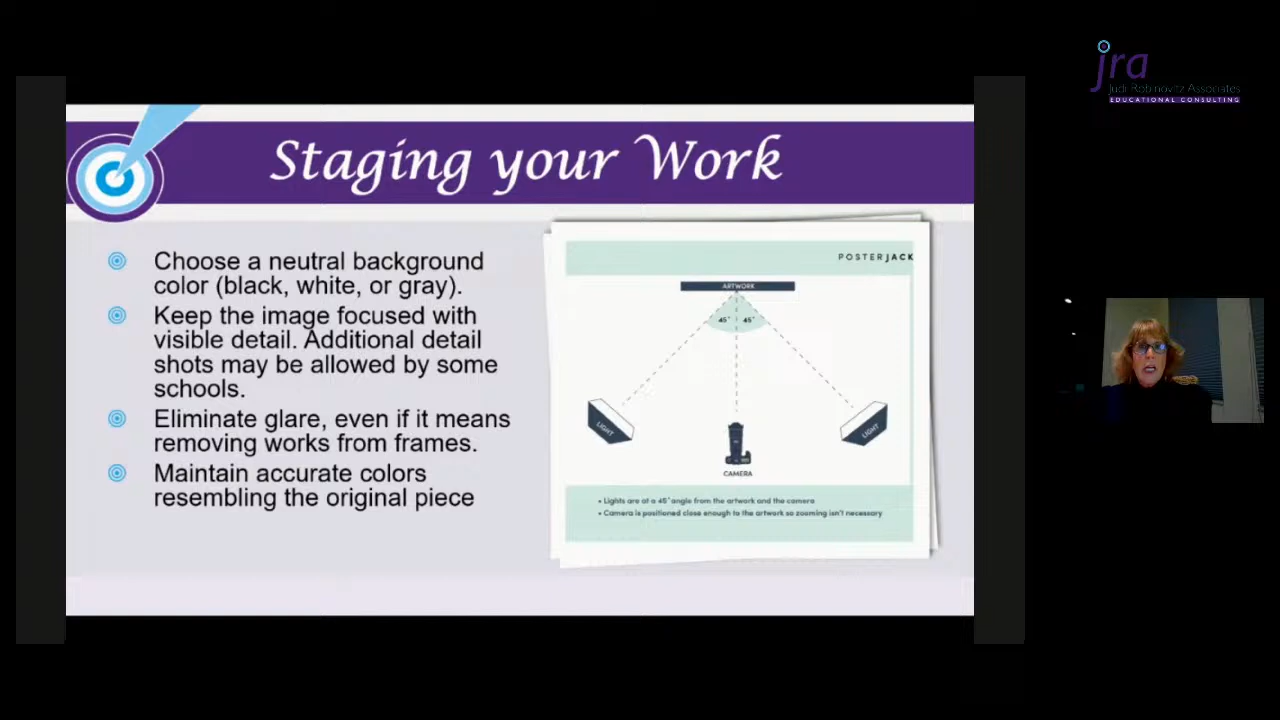 jra
Judi Robinovitz Associates
EDUCATIONAL CONSULTING
Staging your Work
Choose a neutral background
color (black, white, or gray).
Keep the image focused with
visible detail. Additional detail
shots may be allowed by some
schools.
Eliminate glare, even if it means
removing works from frames.
Maintain accurate colors
resembling the original piece
POSTERJACK
ARTWORK
45° 45°
LIGHT
LIGHT
CAMERA
• Lights are at a 45° angle from the artwork and the camera
• Camera is positioned close enough to the artwork so zooming isn't necessary